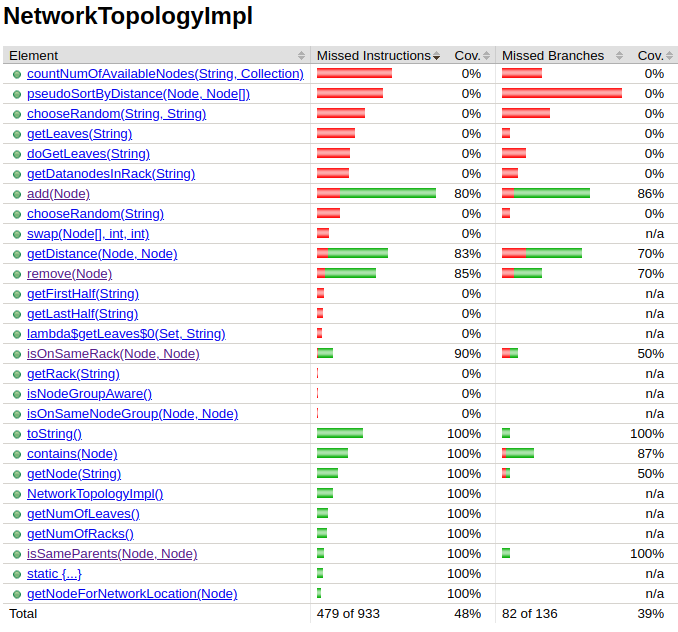 NetworkTopologyImpl
Element Missed Instructions Cov. Missed Branches Cov.
countNumOfAvailableNodes(String, Collection) 0% 0%
pseudoSortByDistance(Node, Node[]) 0% 0%
chooseRandom(String, String) 0% 0%
getLeaves(String) 0% 0%
doGetLeaves(String) 0% 0%
getDatanodesInRack(String) 0% 0%
add(Node) 80% 86%
chooseRandom(String) 0% 0%
swap(Node[], int, int) 0% n/a
getDistance(Node, Node) 83% 70%
remove(Node) 85% 70%
getFirstHalf(String) 0% n/a
getLastHalf(String) 0% n/a
lambda$getLeaves$0(Set, String) 0% n/a
isOnSameRack(Node, Node) 90% 50%
getRack(String) 0% n/a
isNodeGroupAware() 0% n/a
isOnSameNodeGroup(Node, Node) 0% n/a
toString() 100% 100%
contains(Node) 100% 87%
getNode(String) 100% 50%
NetworkTopologyImpl() 100% n/a
getNumOfLeaves() 100% n/a
getNumOfRacks() 100% n/a
isSameParents(Node, Node) 100% 100%
static {...} 100% n/a
getNodeForNetworkLocation(Node) 100% n/a
Total 479 of 933 48% 82 of 136 39%